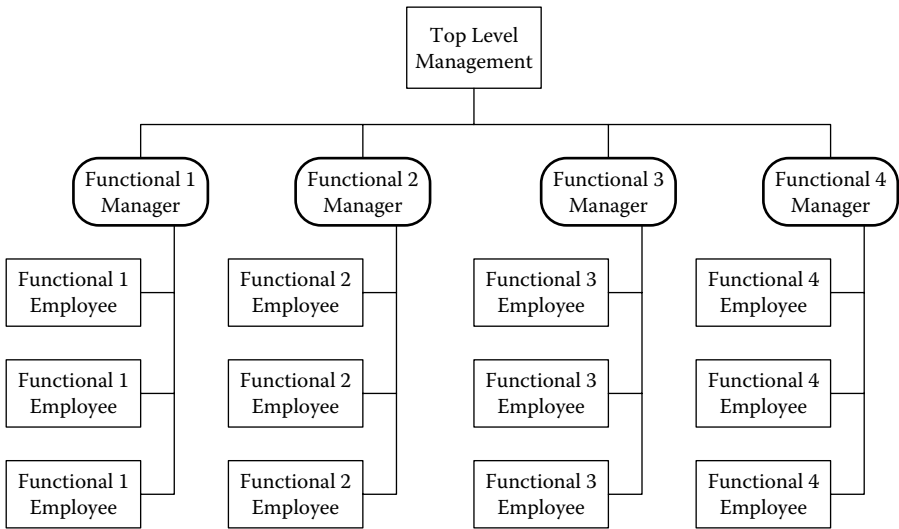 Top Level
Management
Functional 1
Manager
Functional 2
Manager
Functional 3
Manager
Functional 4
Manager
Functional 1
Employee
Functional 2
Employee
Functional 3
Employee
Functional 4
Employee
Functional 1
Employee
Functional 2
Employee
Functional 3
Employee
Functional 4
Employee
Functional 1
Employee
Functional 2
Employee
Functional 3
Employee
Functional 4
Employee